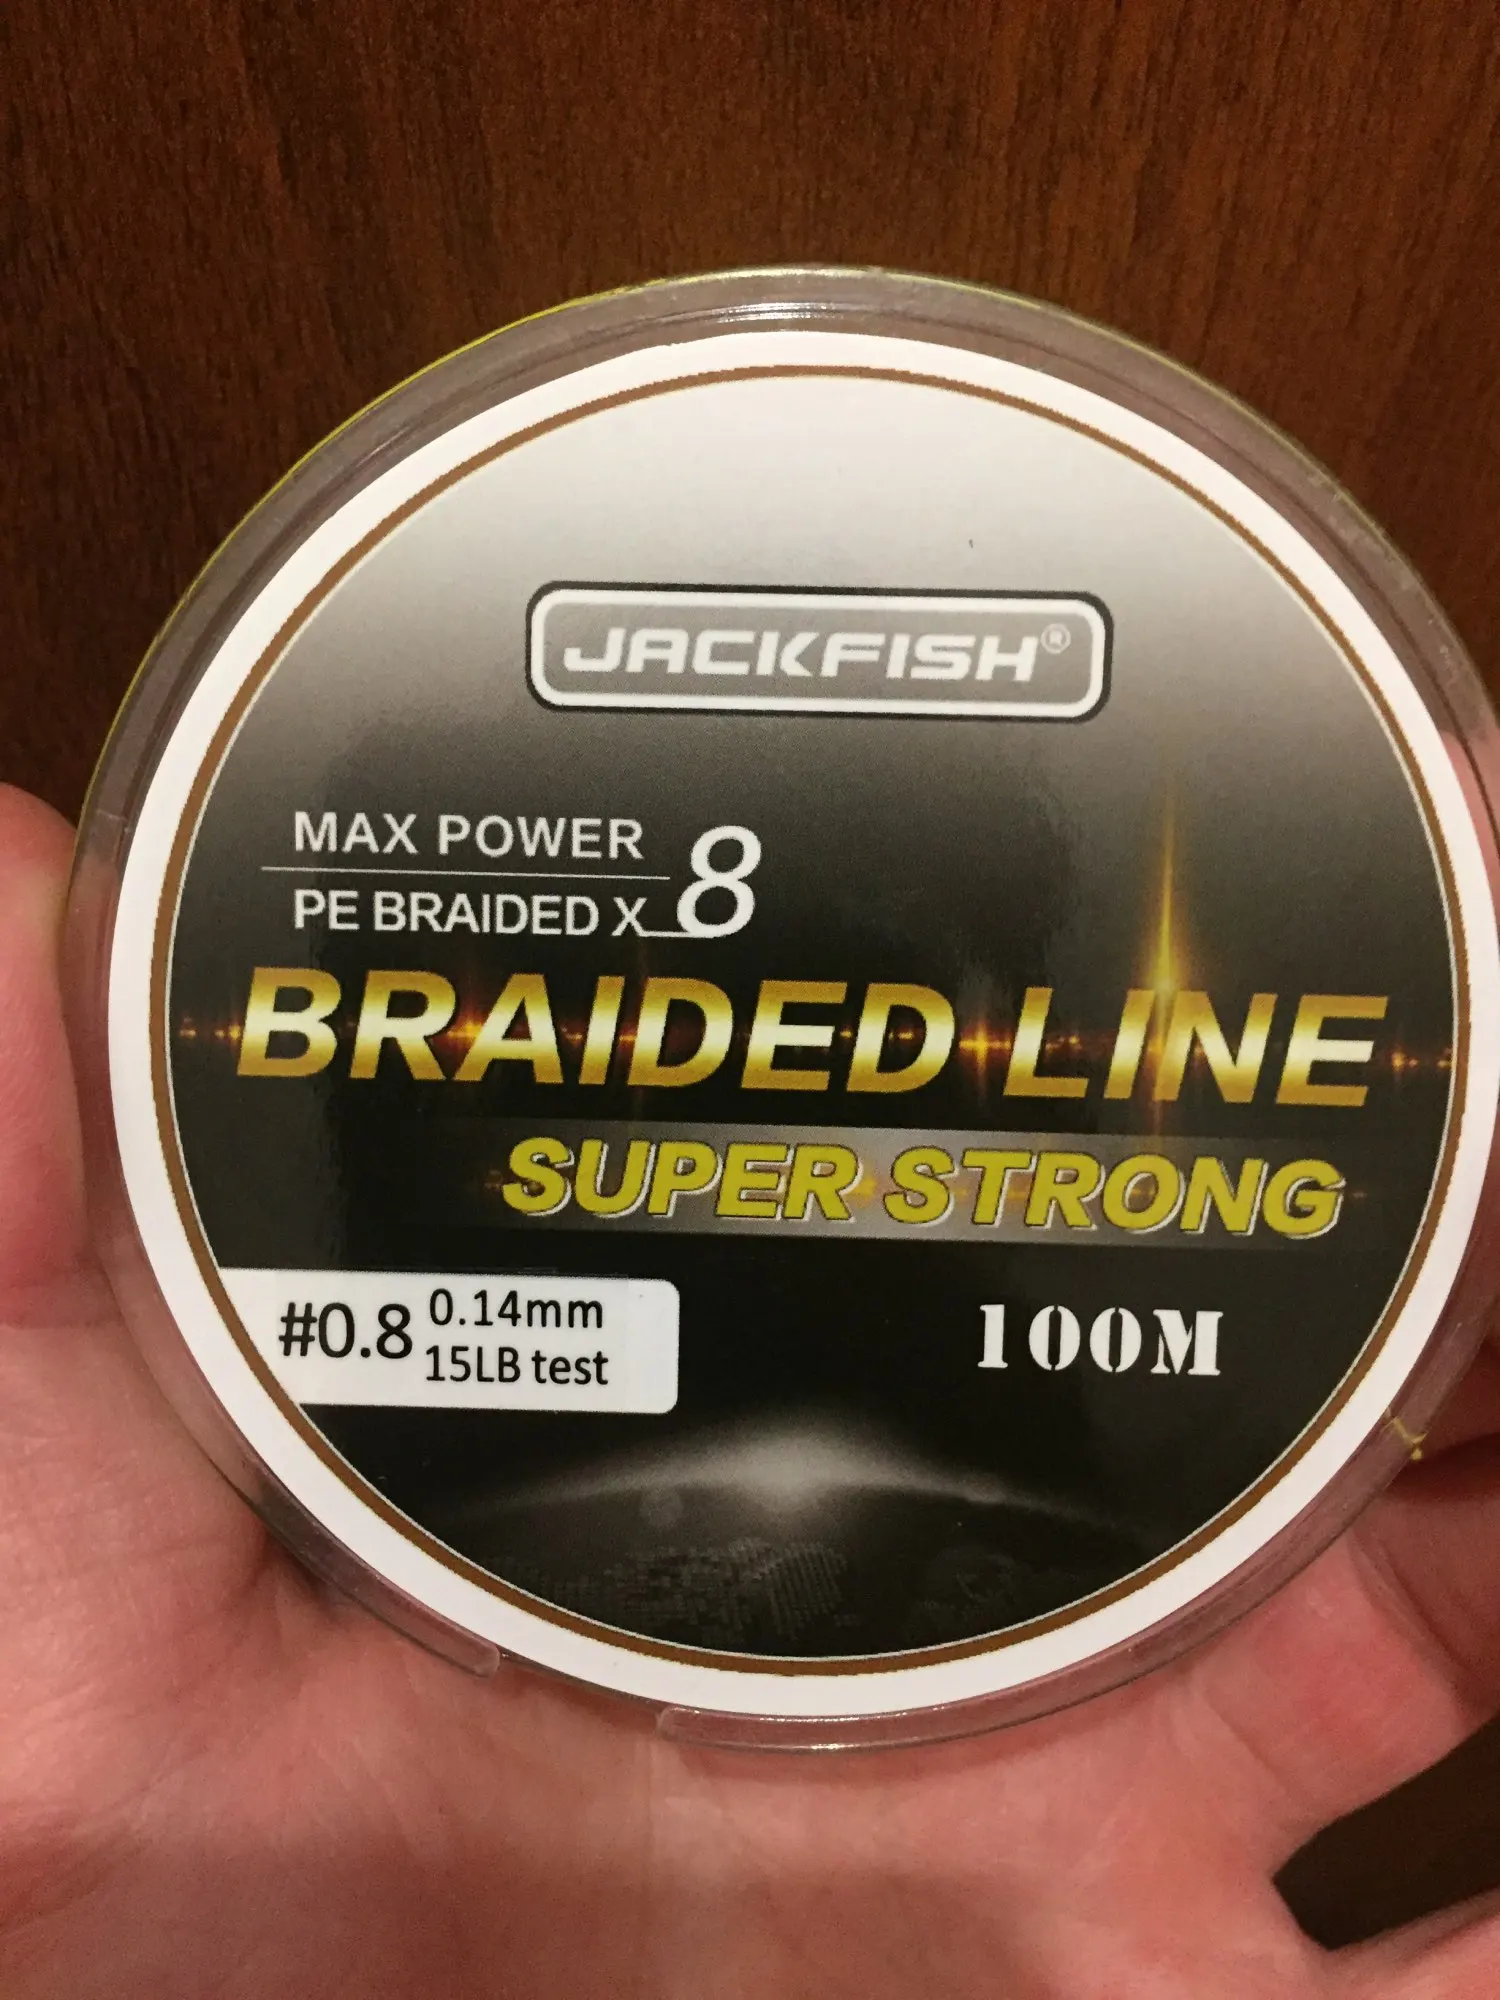 JACKFISH®
MAX POWER
PE BRAIDED X 8
BRAIDED LINE
SUPER STRONG
#0.8 0.14mm
15LB test
100M